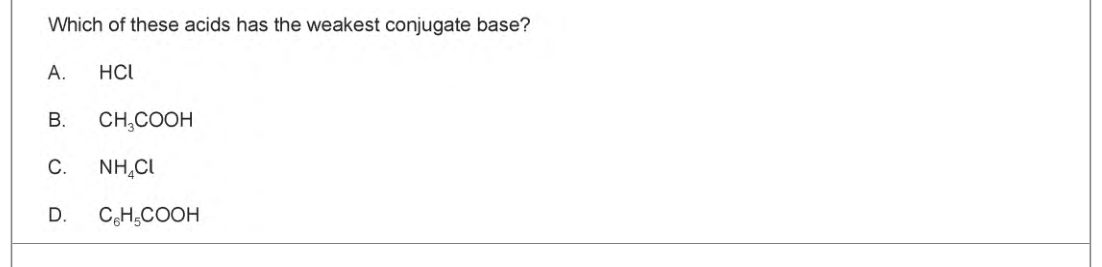 Which of these acids has the weakest conjugate base?
A. HCl
B. CH₃COOH
C. NH₄Cl
D. C₆H₅COOH